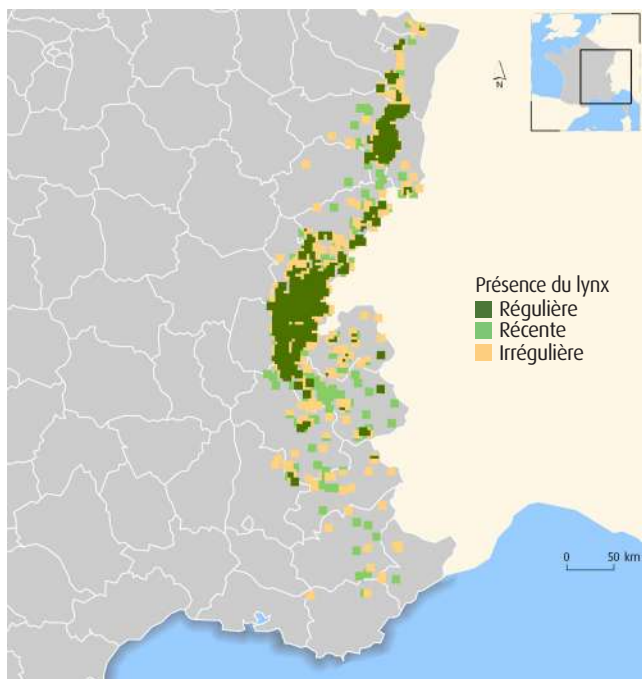 N
Présence du lynx
Régulière
Récente
Irrégulière
0 50 km